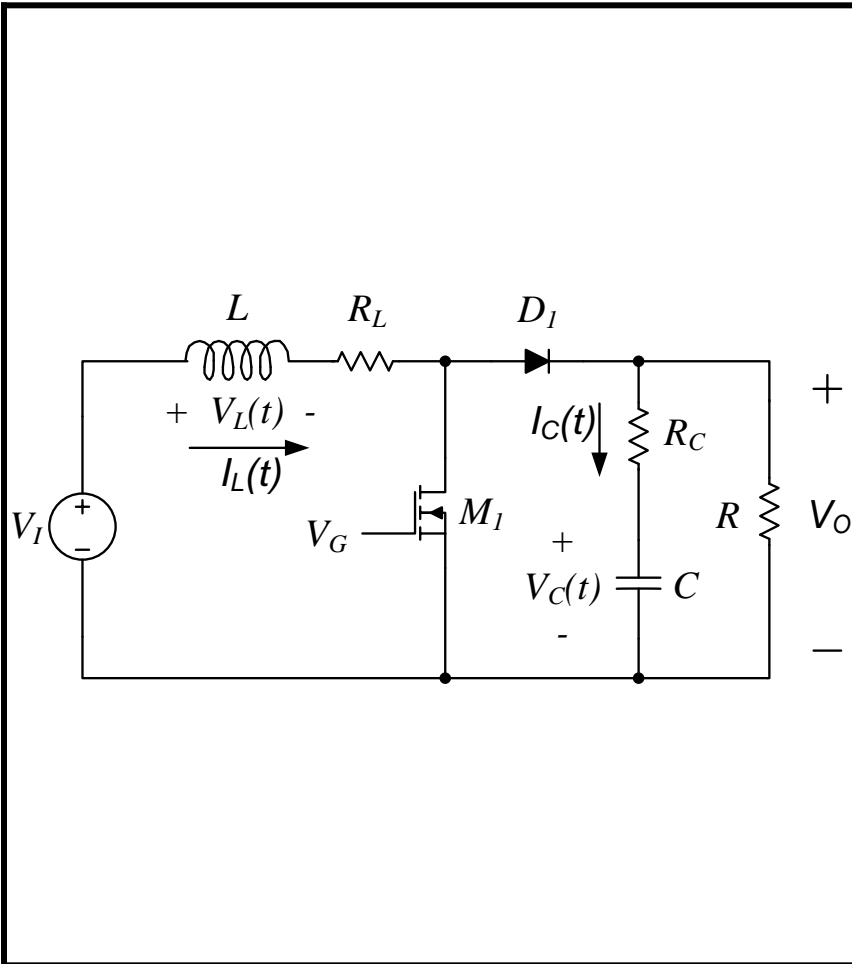 L
R_L
D_1
+ V_L(t) -
I_L(t)
I_C(t)
R_C
+
V_I
+
−
V_G
M_1
+
V_C(t)
-
C
R
V_O
−